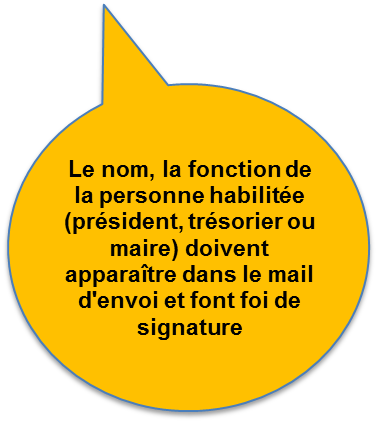 Le nom, la fonction de
la personne habilitée
(président, trésorier ou
maire) doivent
apparaître dans le mail
d'envoi et font foi de
signature